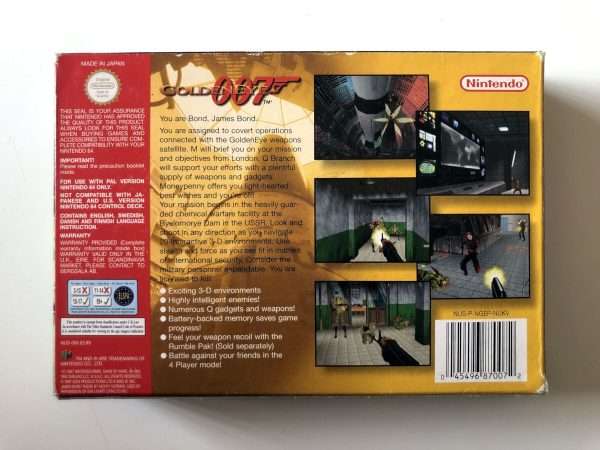 MADE IN JAPAN
THIS SEAL IS YOUR ASSURANCE
THAT NINTENDO HAS APPROVED
THE QUALITY OF THIS PRODUCT.
ALWAYS LOOK FOR THIS SEAL
WHEN BUYING GAMES AND
ACCESSORIES TO ENSURE COM-
PLETE COMPATIBILITY WITH YOUR
NINTENDO 64.
IMPORTANT!
Please read the precaution booklet
inside.
FOR USE WITH PAL VERSION
NINTENDO 64 ONLY.
NOT COMPATIBLE WITH JA-
PANESE AND U.S VERSION
NINTENDO 64 CONTROL DECK.
CONTAINS ENGLISH, SWEDISH,
DANISH AND FINNISH LANGUAGE
INSTRUCTION.
WARRANTY
WARRANTY PROVIDED (Complete
warranty information inside box)
WARRANTY VALID ONLY IN THE
U.K., EIRE. FOR SCANDINAVIA
MARKET, PLEASE CONTACT TO
BERGSALA AB.
TM AND ® ARE TRADEMARKS OF
NINTENDO CO., LTD.
GOLDENEYE 007 ™
You are Bond. James Bond.
You are assigned to covert operations
connected with the GoldenEye weapons
satellite. M will brief you on your mission
and objectives from London. Q Branch
will support your efforts with a plentiful
supply of weapons and gadgets.
Moneypenny offers you light-hearted
best wishes and you're off!
Your mission begins in the heavily guar-
ded chemical warfare facility at the
Byelomorye Dam in the USSR. Look and
shoot in any direction as you navigate
3-D environments. Use
force as you see fit in matters
of international security. Consider the
military personnel expendable. You are
licensed to kill!
• Exciting 3-D environments
• Highly intelligent enemies!
• Numerous Q gadgets and weapons!
• Battery-backed memory saves game
progress!
• Feel your weapon recoil with the
Rumble Pak! (Sold separately)
• Battle against your friends in the
4 Player mode!
Nintendo
NUS-P-NGEP-NUKV
0 45496 87007 2